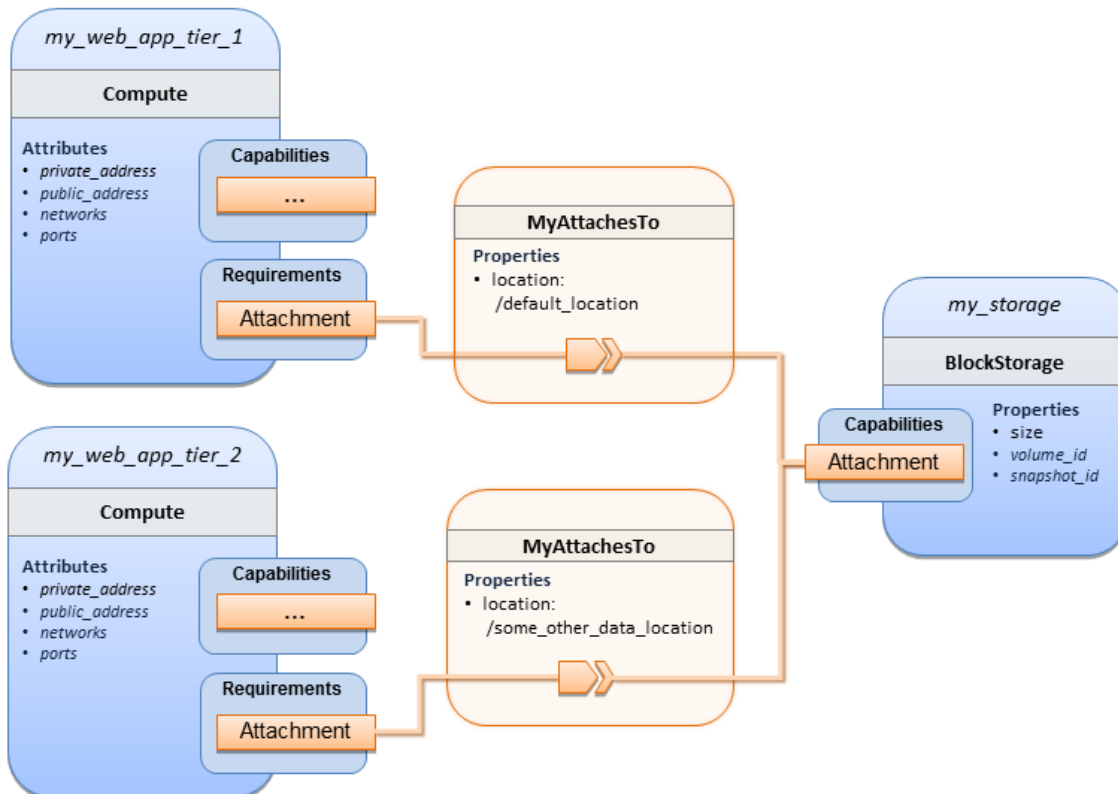 my_web_app_tier_1
Compute
Attributes
• private_address
• public_address
• networks
• ports
Capabilities
...
Requirements
Attachment
MyAttachesTo
Properties
• location:
/default_location
my_web_app_tier_2
Compute
Attributes
• private_address
• public_address
• networks
• ports
Capabilities
...
Requirements
Attachment
MyAttachesTo
Properties
• location:
/some_other_data_location
my_storage
BlockStorage
Capabilities
Attachment
Properties
• size
• volume_id
• snapshot_id